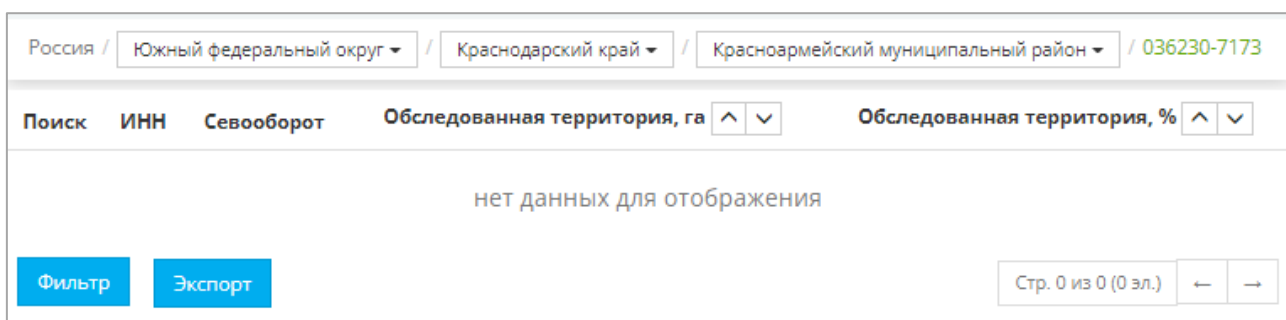 Россия / Южный федеральный округ / Краснодарский край / Красноармейский муниципальный район / 036230-7173
Поиск ИНН Севооборот Обследованная территория, га Обследованная территория, %
нет данных для отображения
Фильтр Экспорт Стр. 0 из 0 (0 эл.) ← →